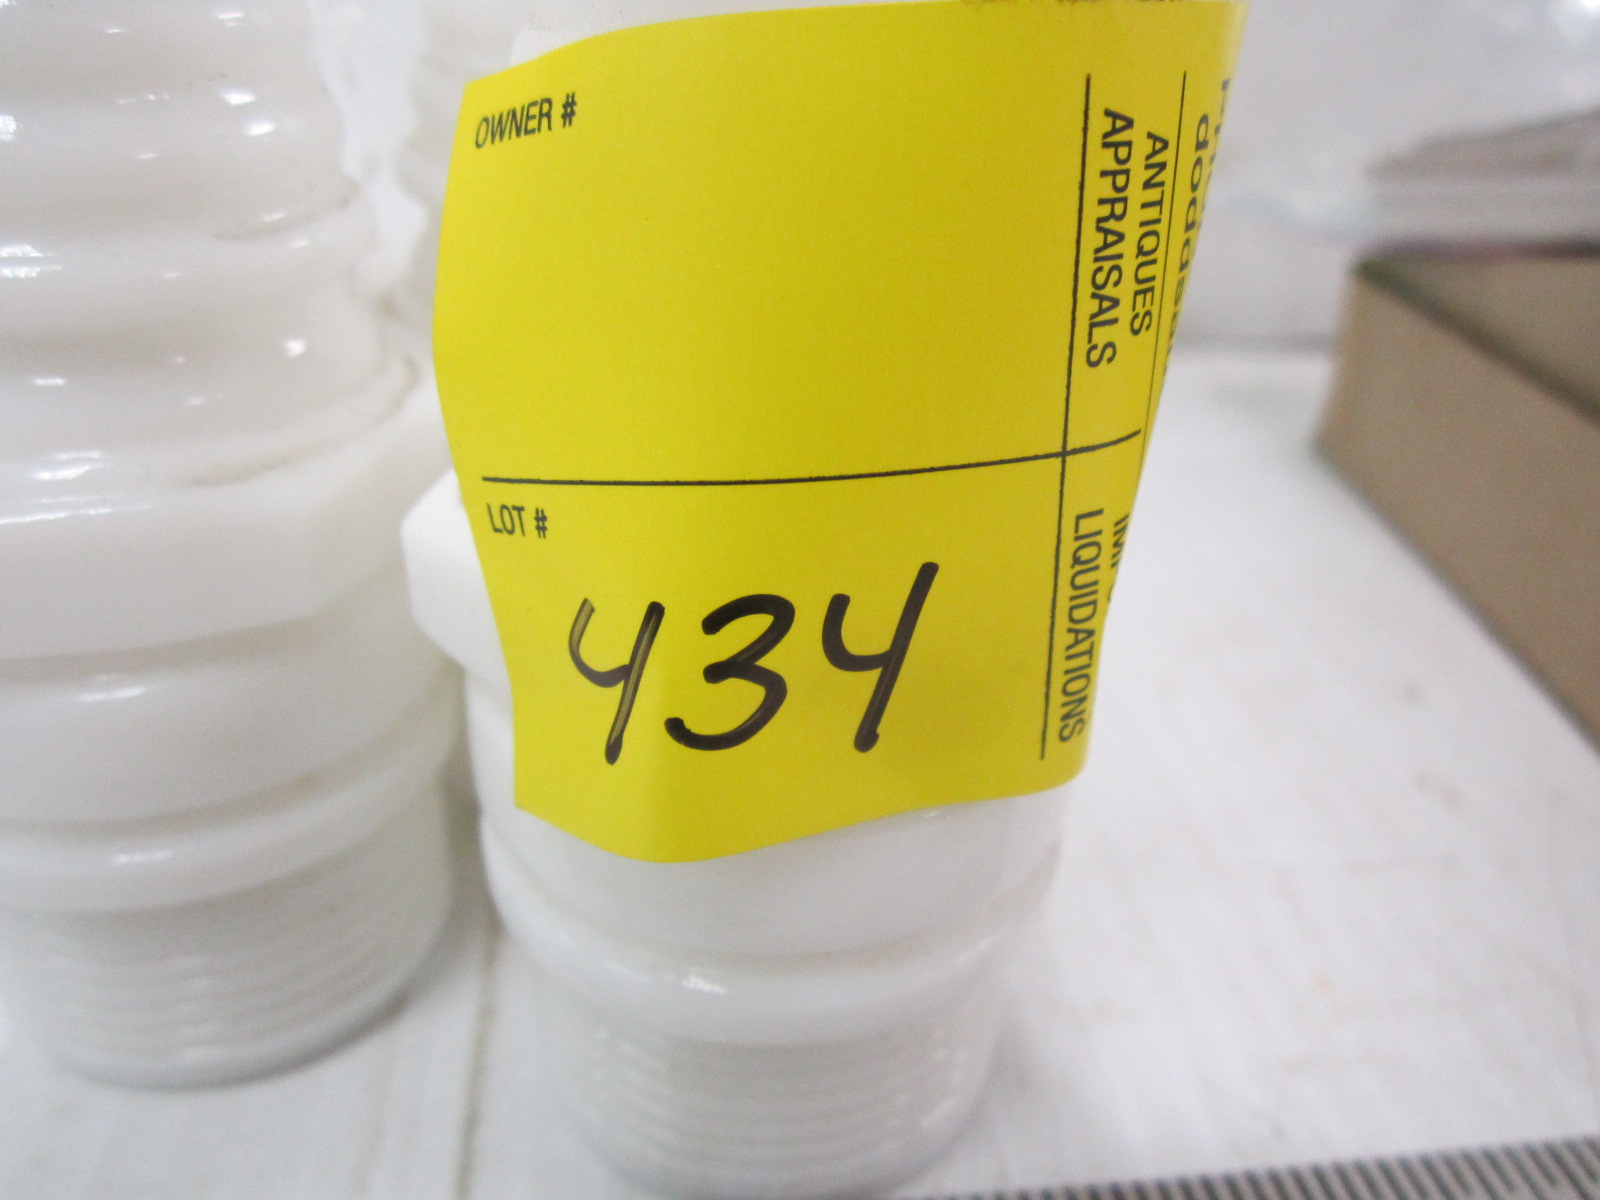 OWNER #
LOT #
434
ANTIQUES
APPRAISALS
LIQUIDATIONS